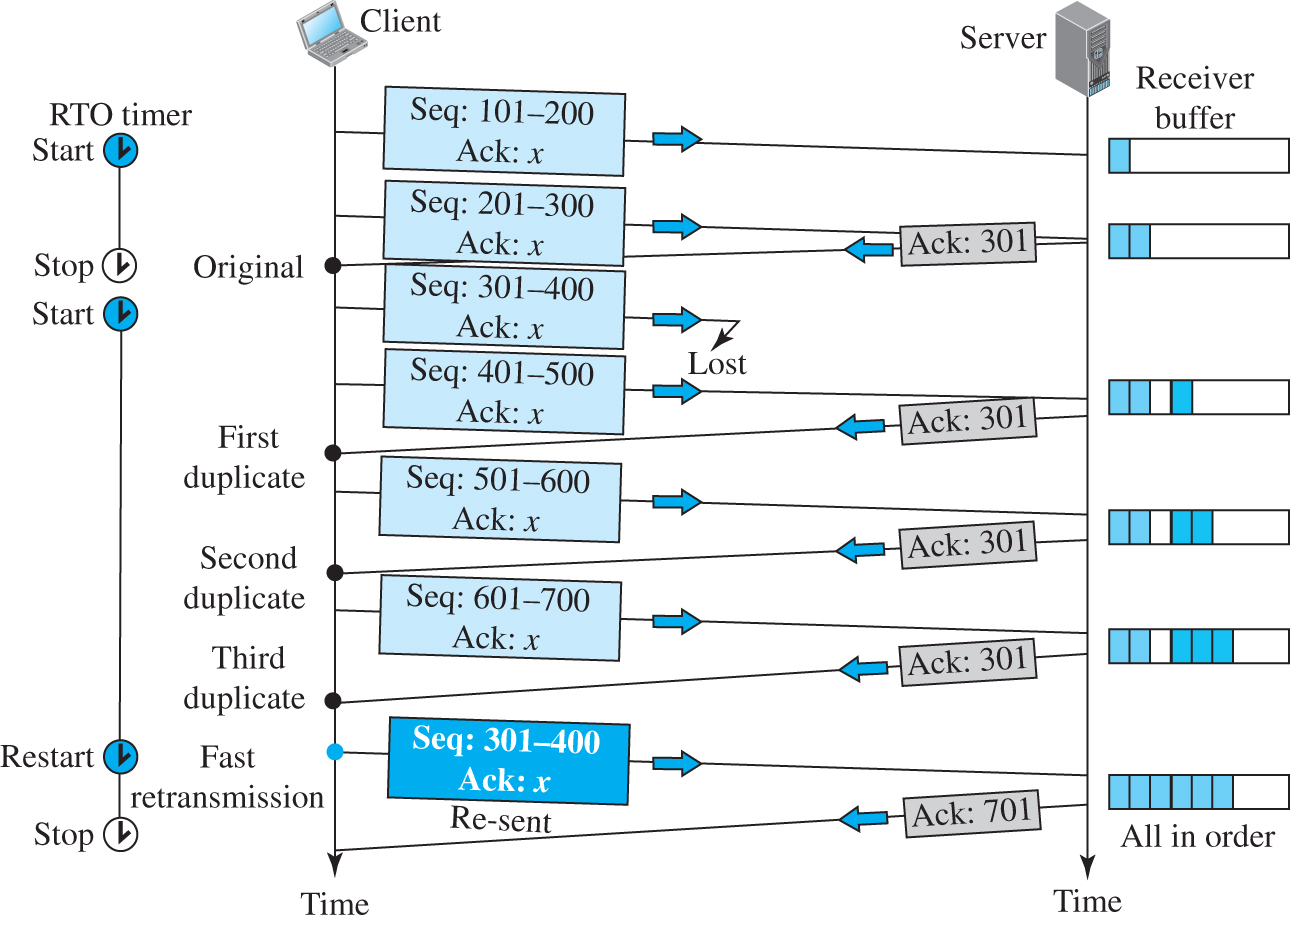 Client
Server
Receiver
buffer
RTO timer
Start
Seq: 101–200
Ack: x
Seq: 201–300
Ack: x
Ack: 301
Stop
Original
Start
Seq: 301–400
Ack: x
Lost
Seq: 401–500
Ack: x
Ack: 301
First
duplicate
Seq: 501–600
Ack: x
Ack: 301
Second
duplicate
Seq: 601–700
Ack: x
Ack: 301
Third
duplicate
Restart
Fast
retransmission
Seq: 301–400
Ack: x
Re-sent
Ack: 701
Stop
All in order
Time
Time